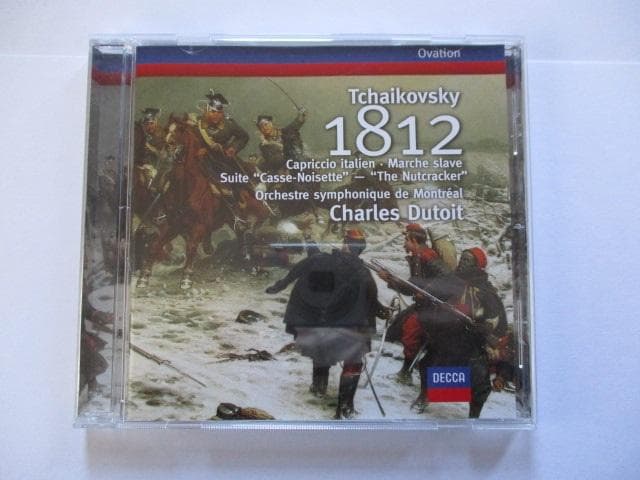 Ovation
Tchaikovsky
1812
Capriccio italien · Marche slave
Suite "Casse-Noisette" — "The Nutcracker"
Orchestre symphonique de Montréal
Charles Dutoit
DECCA